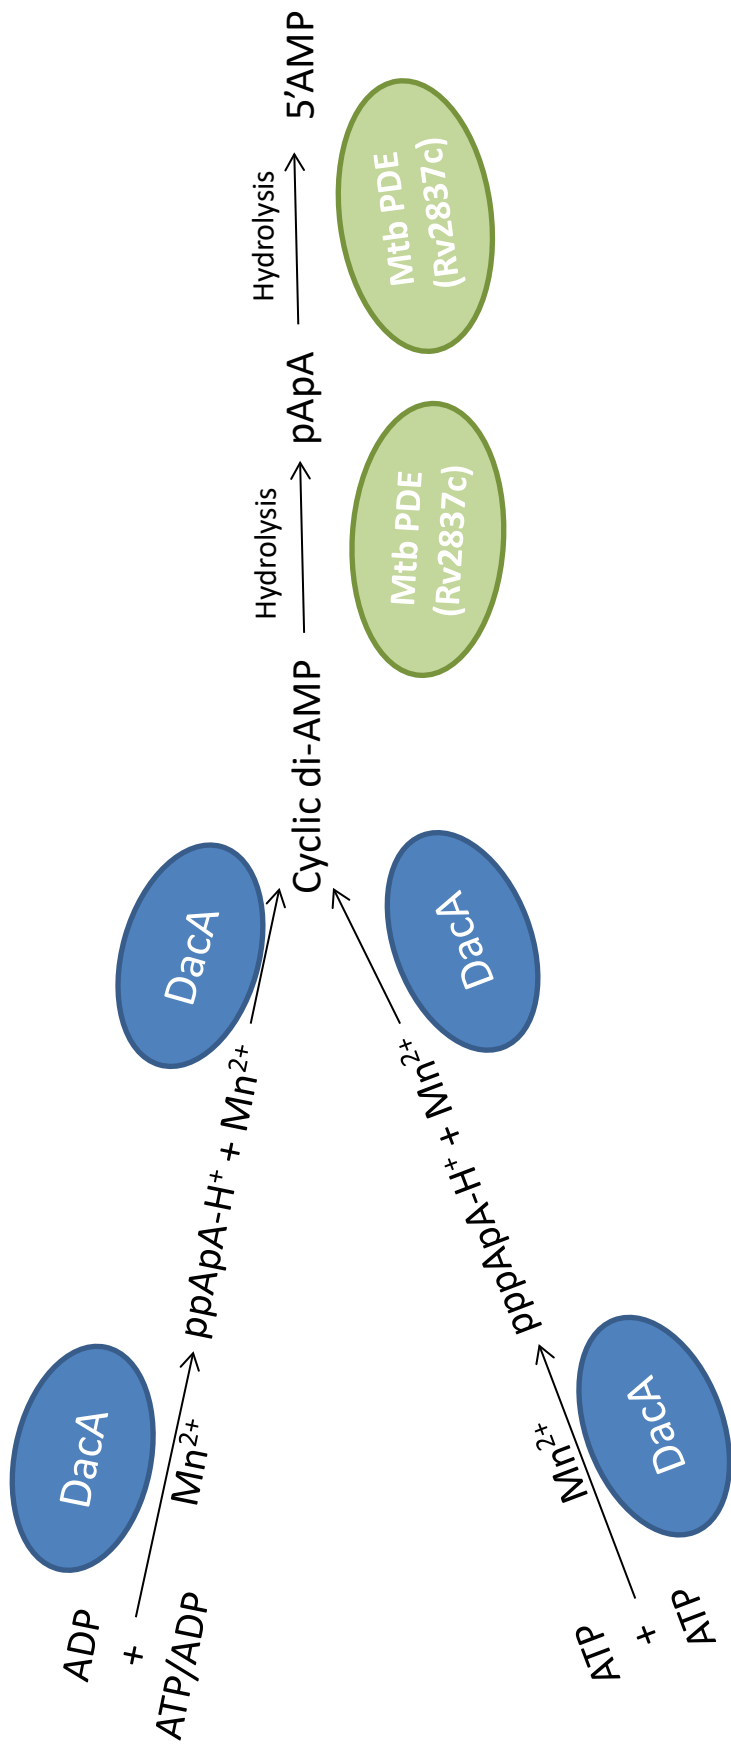 ADP
+
ATP/ADP
DacA
Mn²⁺
ppApA-H⁺ + Mn²⁺
DacA
ATP
+
ATP
Mn²⁺
DacA
pppApA-H⁺ + Mn²⁺
DacA
Cyclic di-AMP
Hydrolysis
Mtb PDE
(Rv2837c)
pApA
Hydrolysis
Mtb PDE
(Rv2837c)
5’AMP